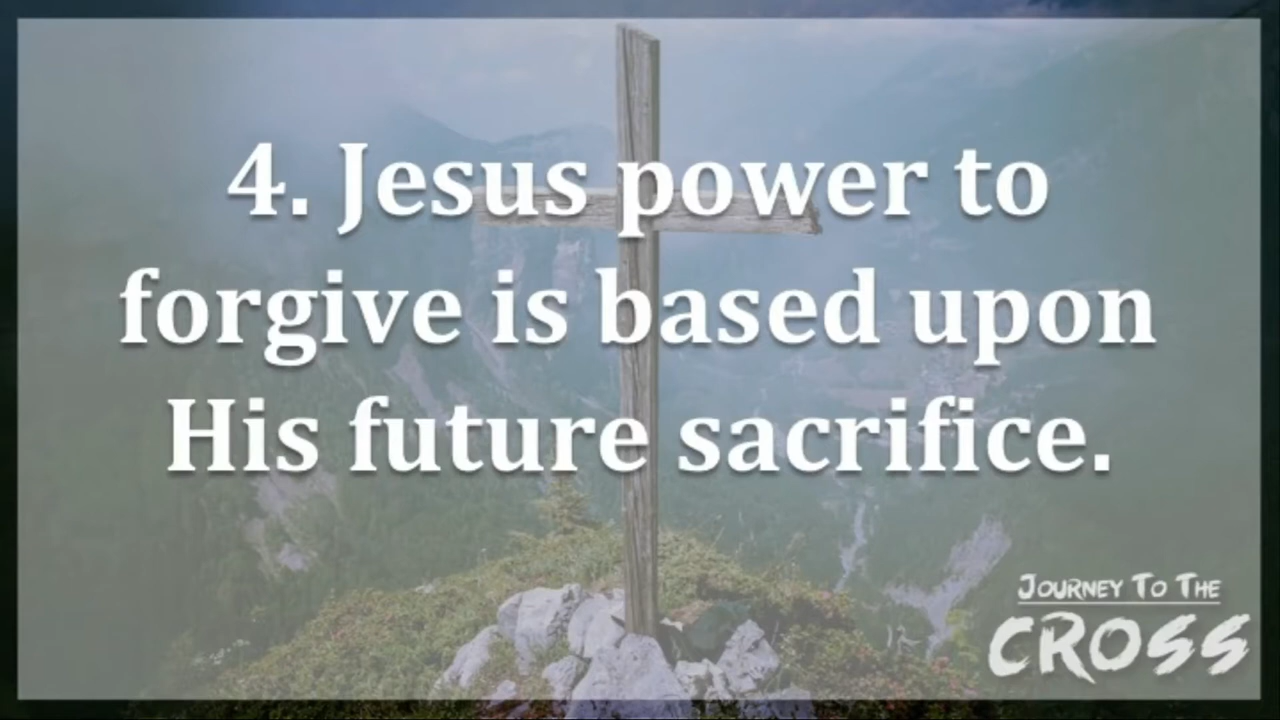 4. Jesus power to
forgive is based upon
His future sacrifice.
JOURNEY TO THE
CROSS